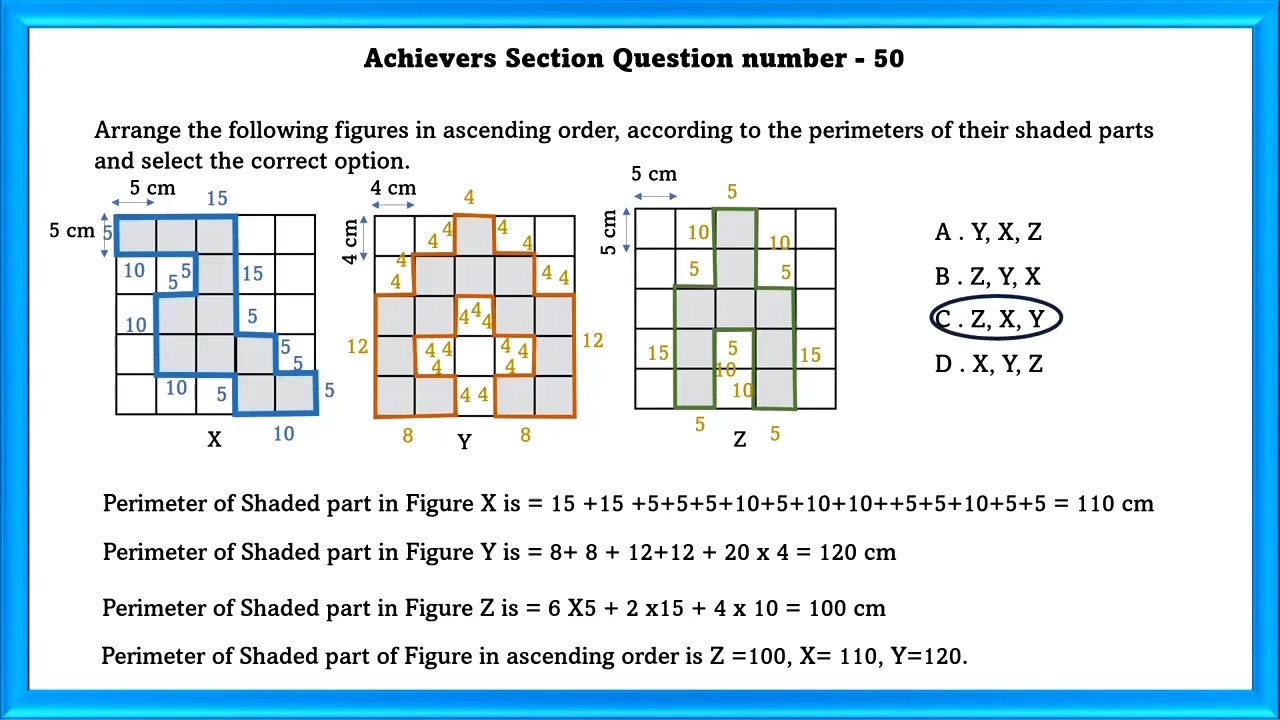 Achievers Section Question number - 50
Arrange the following figures in ascending order, according to the perimeters of their shaded parts
and select the correct option.
5 cm 15
5 cm 5
10 5 5 15
10 5
5 5
10 5 5
X 10
4 cm 4
4 cm
4 4 4 4
4 4 4 4
4 4 4
12 4 4 4 4 12
4 4
4 4
8 Y 8
5 cm 5
5 cm
10 10
5 5
15 5 15
10
10
5 Z 5
A . Y, X, Z
B . Z, Y, X
C . Z, X, Y
D . X, Y, Z
Perimeter of Shaded part in Figure X is = 15 +15 +5+5+5+10+5+10+10++5+5+10+5+5 = 110 cm
Perimeter of Shaded part in Figure Y is = 8+ 8 + 12+12 + 20 x 4 = 120 cm
Perimeter of Shaded part in Figure Z is = 6 X5 + 2 x15 + 4 x 10 = 100 cm
Perimeter of Shaded part of Figure in ascending order is Z =100, X= 110, Y=120.